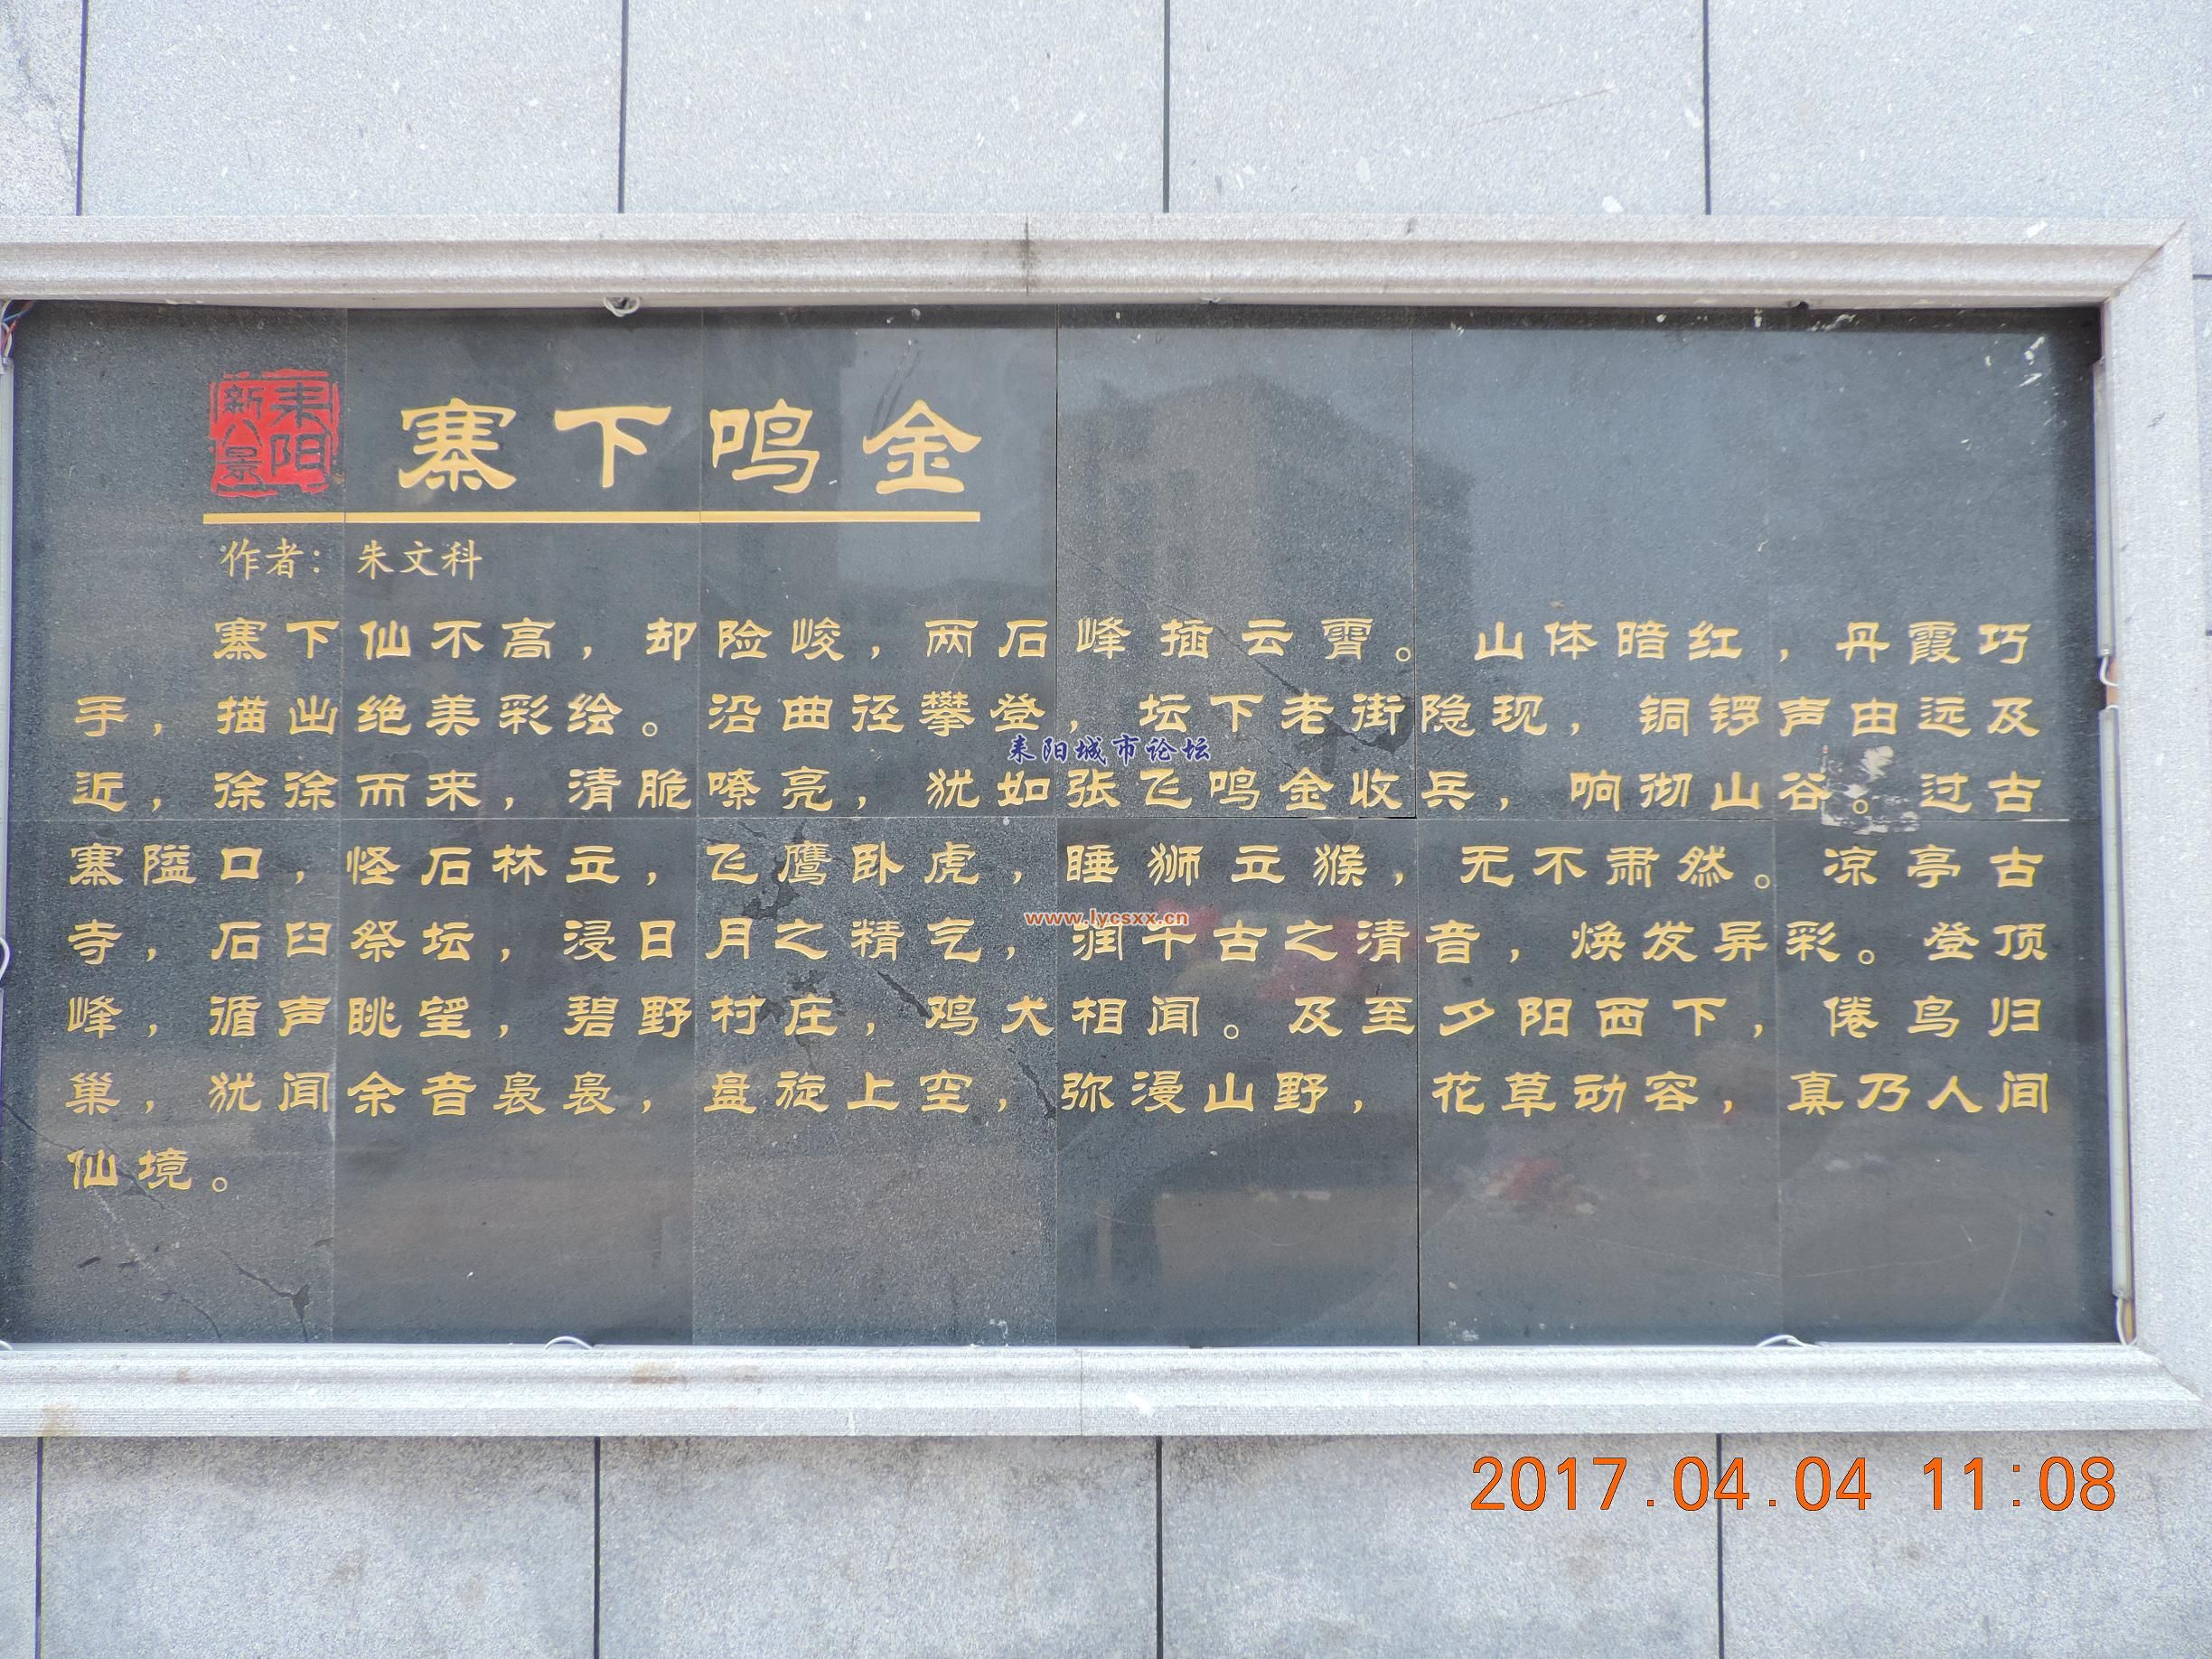 耒阳
新八景
寨下鸣金
作者：朱文科
寨下仙不高，却险峻，两石峰插云霄。山体暗红，丹霞巧
手，描出绝美彩绘。沿曲径攀登，坛下老街隐现，铜锣声由远及
耒阳城市论坛
近，徐徐而来，清脆嘹亮，犹如张飞鸣金收兵，响彻山谷。过古
寨隘口，怪石林立，飞鹰卧虎，睡狮立猴，无不肃然。凉亭古
www.lycsxx.cn
寺，石臼祭坛，浸日月之精气，润千古之清音，焕发异彩。登顶
峰，循声眺望，碧野村庄，鸡犬相闻。及至夕阳西下，倦鸟归
巢，犹闻余音袅袅，盘旋上空，弥漫山野，花草动容，真乃人间
仙境。
2017.04.04 11:08